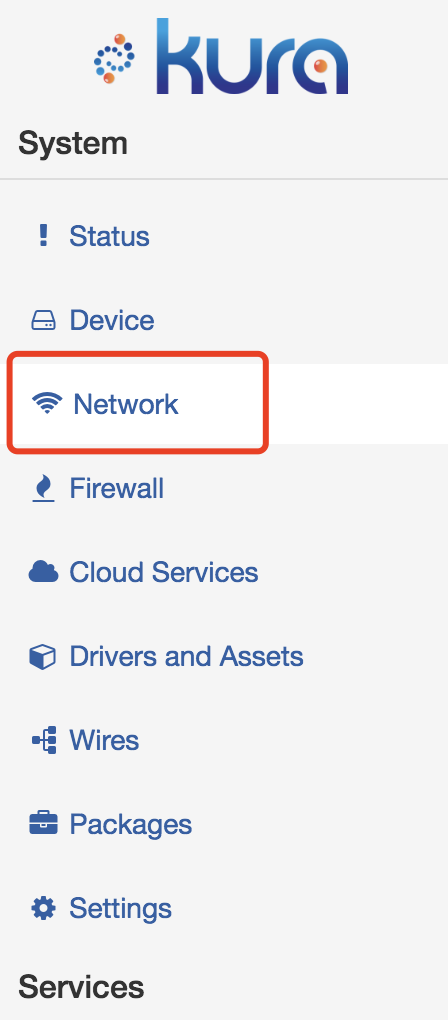 kura
System
Status
Device
Network
Firewall
Cloud Services
Drivers and Assets
Wires
Packages
Settings
Services